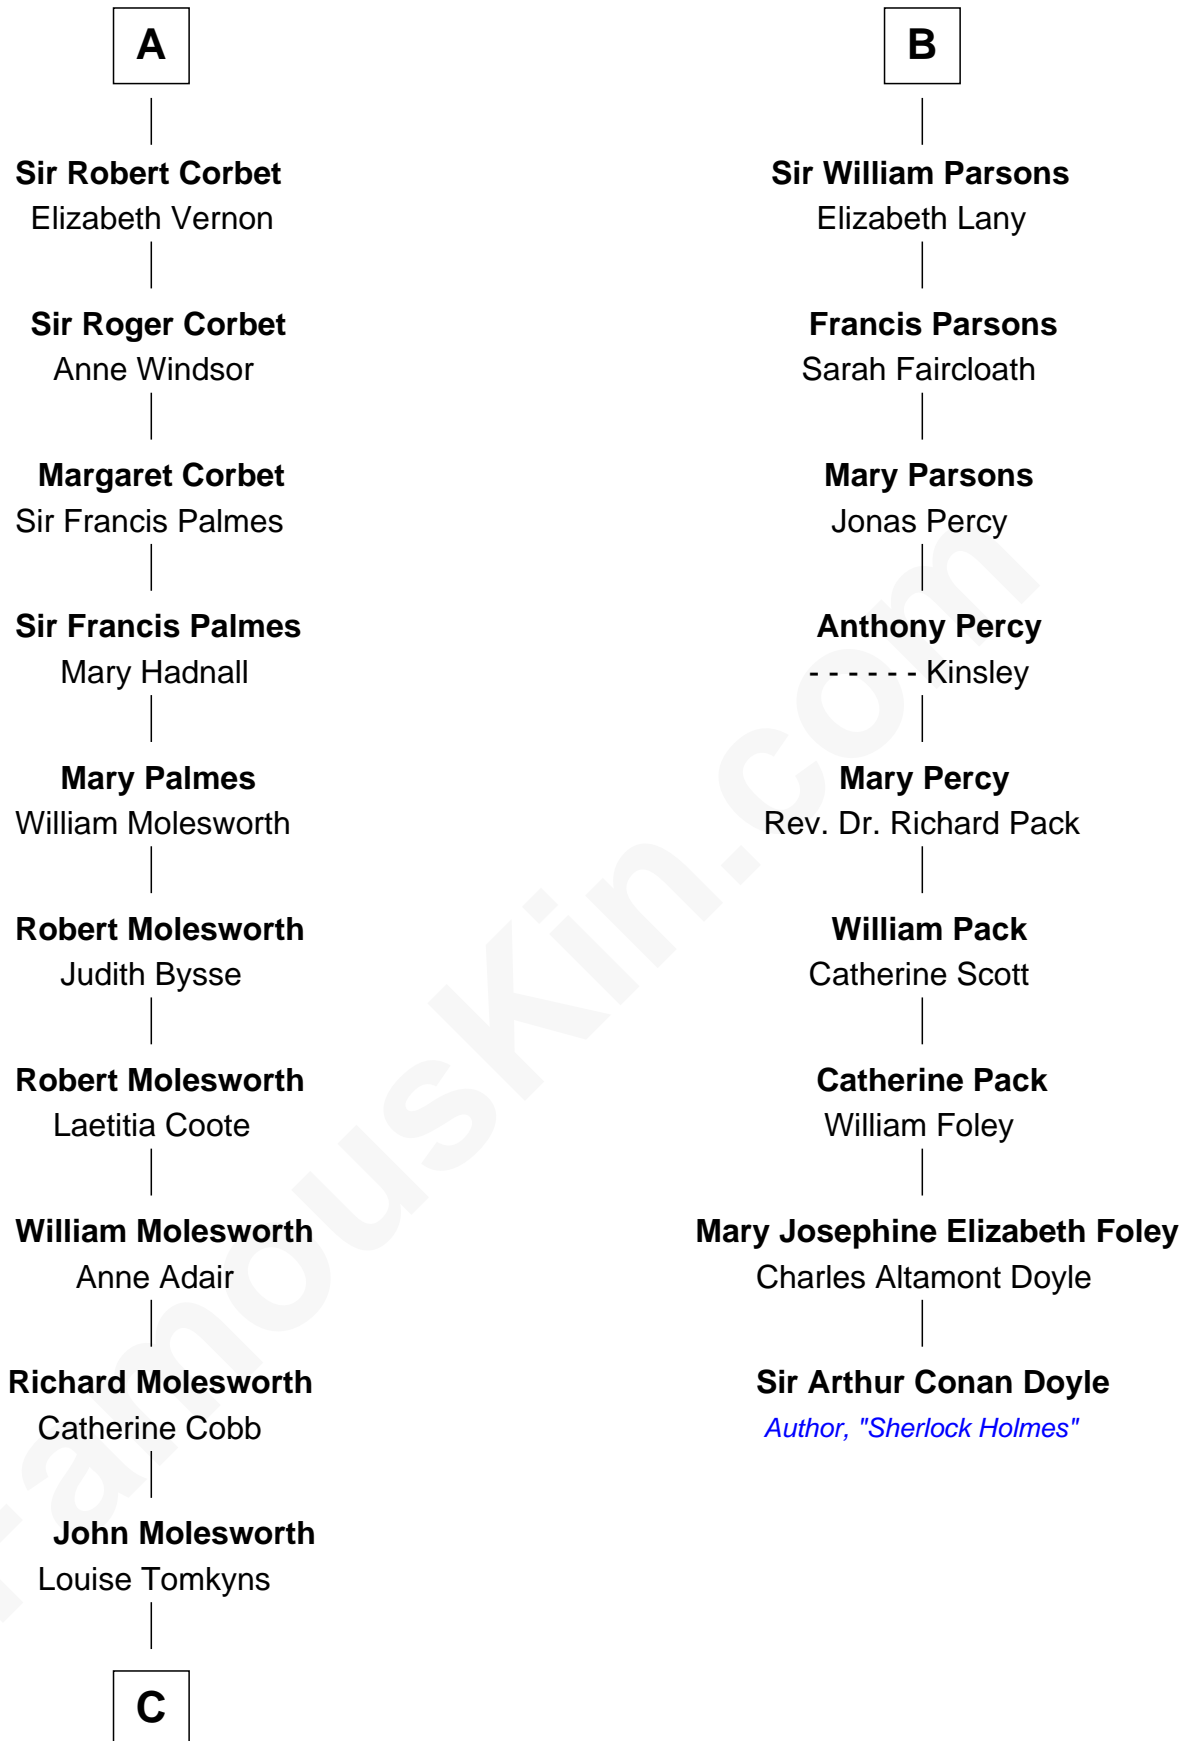 A
Sir Robert Corbet
Elizabeth Vernon
Sir Roger Corbet
Anne Windsor
Margaret Corbet
Sir Francis Palmes
Sir Francis Palmes
Mary Hadnall
Mary Palmes
William Molesworth
Robert Molesworth
Judith Bysse
Robert Molesworth
Laetitia Coote
William Molesworth
Anne Adair
Richard Molesworth
Catherine Cobb
John Molesworth
Louise Tomkyns
C
B
Sir William Parsons
Elizabeth Lany
Francis Parsons
Sarah Faircloath
Mary Parsons
Jonas Percy
Anthony Percy
- - - - - - Kinsley
Mary Percy
Rev. Dr. Richard Pack
William Pack
Catherine Scott
Catherine Pack
William Foley
Mary Josephine Elizabeth Foley
Charles Altamont Doyle
Sir Arthur Conan Doyle
Author, "Sherlock Holmes"
FamousKin.com